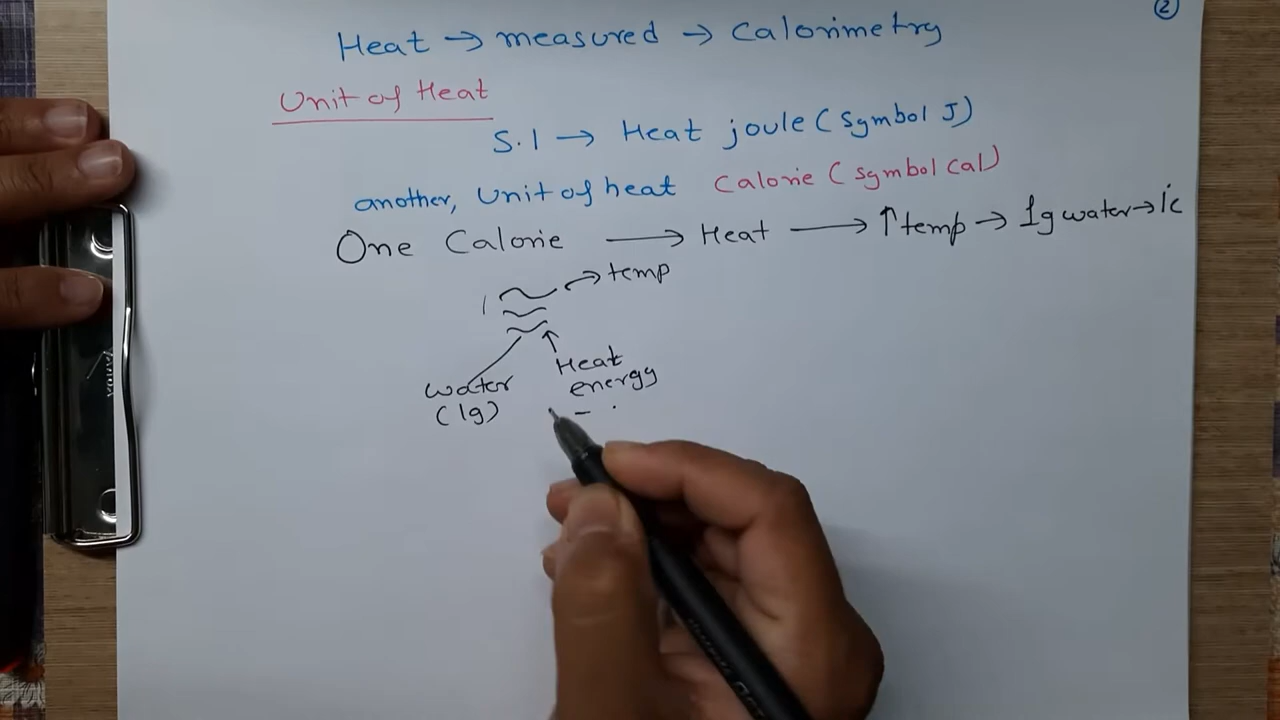 ②
Heat → measured → Calorimetry
Unit of Heat
S.I → Heat joule (Symbol J)
another, Unit of heat Calorie (symbol cal)
One Calorie → Heat → ↑ temp → 1g water → 1°c
→ temp
Heat
energy
water
(1g)